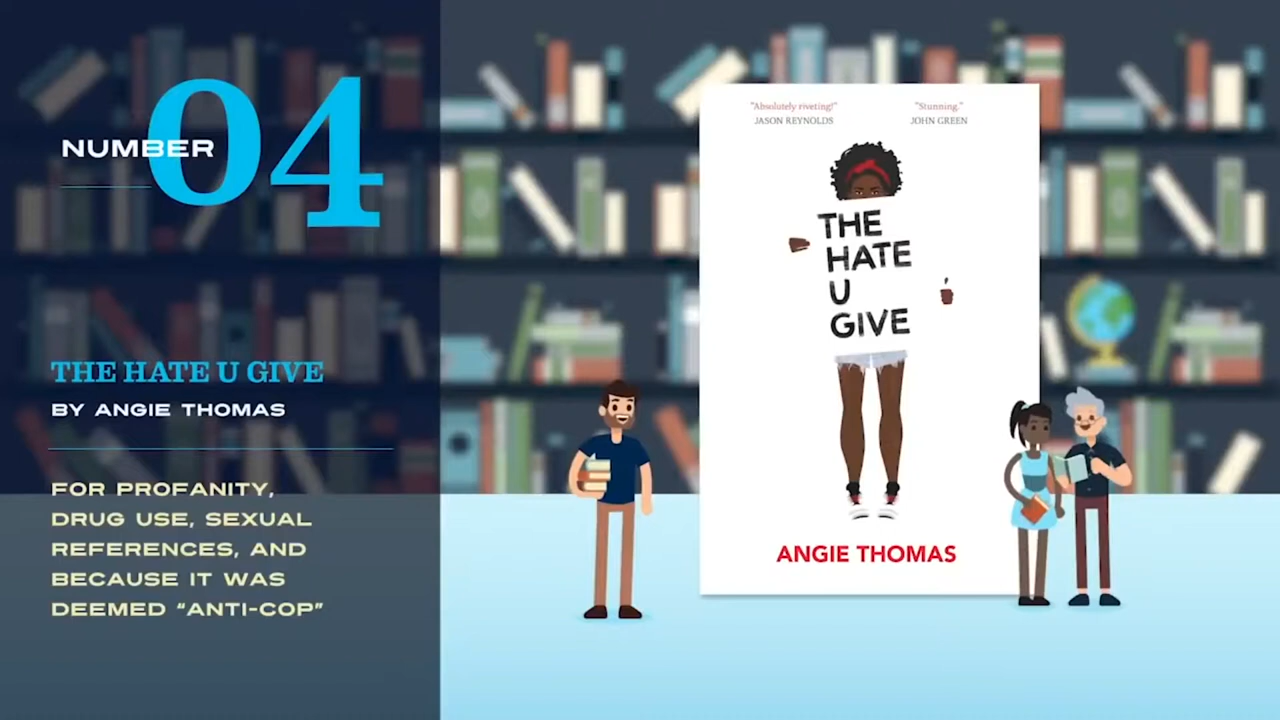 NUMBER 04
THE HATE U GIVE
BY ANGIE THOMAS
FOR PROFANITY,
DRUG USE, SEXUAL
REFERENCES, AND
BECAUSE IT WAS
DEEMED “ANTI-COP”
"Absolutely riveting!"
JASON REYNOLDS
"Stunning."
JOHN GREEN
THE
HATE
U
GIVE
ANGIE THOMAS